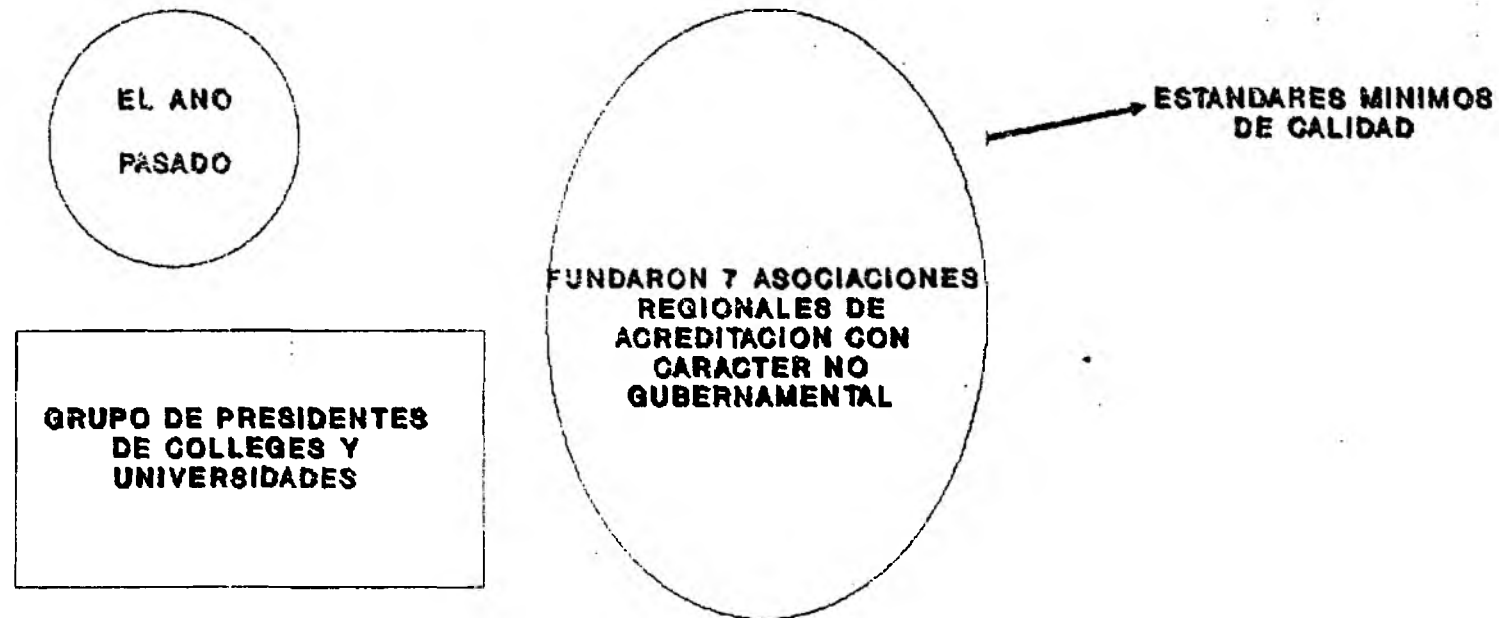 EL ANO
PASADO
GRUPO DE PRESIDENTES
DE COLLEGES Y
UNIVERSIDADES
FUNDARON 7 ASOCIACIONES
REGIONALES DE
ACREDITACION CON
CARACTER NO
GUBERNAMENTAL
ESTANDARES MINIMOS
DE CALIDAD